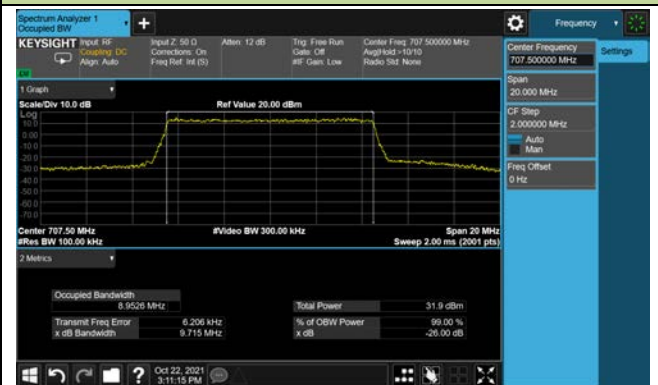 Spectrum Analyzer 1
Occupied BW
+
Frequency
KEYSIGHT
Input: RF
Coupling: DC
Align: Auto
Input Z: 50 Ω
Corrections: On
Freq Ref: Int (S)
Atten: 12 dB
Trig: Free Run
Gate: Off
#IF Gain: Low
Center Freq: 707.500000 MHz
Avg|Hold:>10/10
Radio Std: None
Center Frequency
707.500000 MHz
Settings
Span
20.000 MHz
CF Step
2.000000 MHz
Auto
Man
Freq Offset
0 Hz
1 Graph
Scale/Div 10.0 dB
Ref Value 20.00 dBm
Log
10.0
0.00
-10.0
-20.0
-30.0
-40.0
-50.0
-60.0
-70.0
Center 707.50 MHz
#Video BW 300.00 kHz
Span 20 MHz
#Res BW 100.00 kHz
Sweep 2.00 ms (2001 pts)
2 Metrics
Occupied Bandwidth
8.9526 MHz
Total Power
31.9 dBm
Transmit Freq Error
6.206 kHz
% of OBW Power
99.00 %
x dB Bandwidth
9.715 MHz
x dB
-26.00 dB
?
Oct 22, 2021
3:11:15 PM